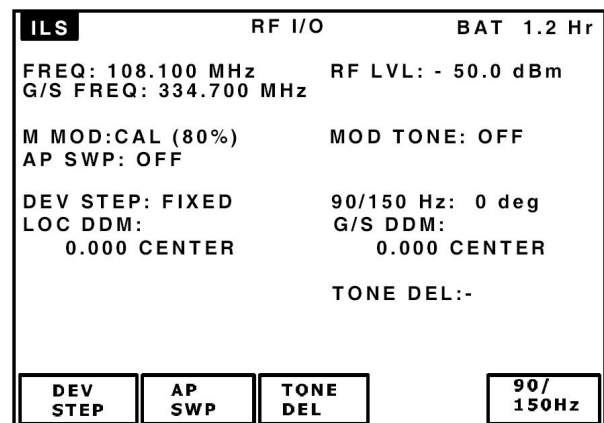 ILS RF I/O BAT 1.2 Hr
FREQ: 108.100 MHz RF LVL: - 50.0 dBm
G/S FREQ: 334.700 MHz
M MOD:CAL (80%) MOD TONE: OFF
AP SWP: OFF
DEV STEP: FIXED 90/150 Hz: 0 deg
LOC DDM: G/S DDM:
0.000 CENTER 0.000 CENTER
TONE DEL:-
DEV STEP
AP SWP
TONE DEL
90/ 150Hz